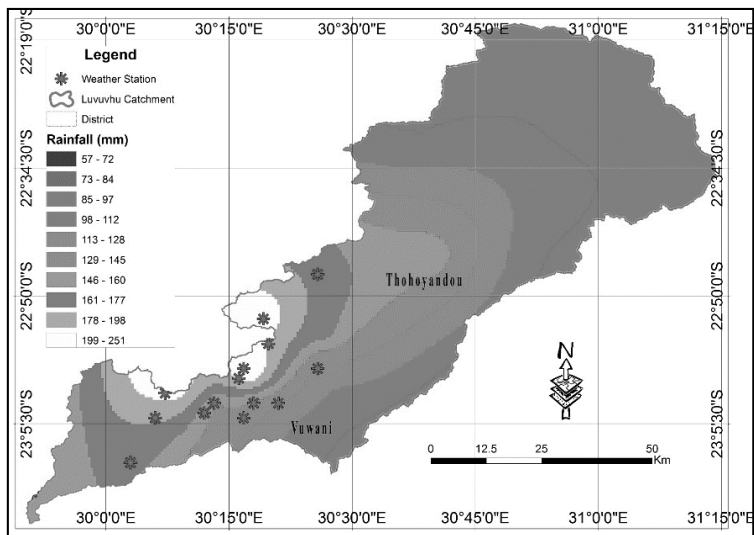 30°0'0"E 30°15'0"E 30°30'0"E 30°45'0"E 31°0'0"E 31°15'0"E
22°19'0"S
22°34'30"S
22°50'0"S
23°5'30"S
Legend
Weather Station
Luvuvhu Catchment
District
Rainfall (mm)
57 - 72
73 - 84
85 - 97
98 - 112
113 - 128
129 - 145
146 - 160
161 - 177
178 - 198
199 - 251
Thohoyandou
Vuwani
N
0 12.5 25 50
Km
22°19'0"S
22°34'30"S
22°50'0"S
23°5'30"S
30°0'0"E 30°15'0"E 30°30'0"E 30°45'0"E 31°0'0"E 31°15'0"E